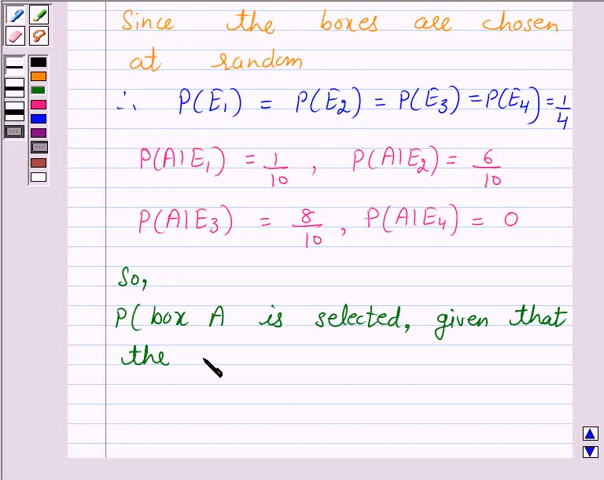 Since the boxes are chosen
at random
∴ P(E₁) = P(E₂) = P(E₃) = P(E₄) = 1/4
P(A|E₁) = 1/10 , P(A|E₂) = 6/10
P(A|E₃) = 8/10 , P(A|E₄) = 0
So,
P( box A is selected, given that
the